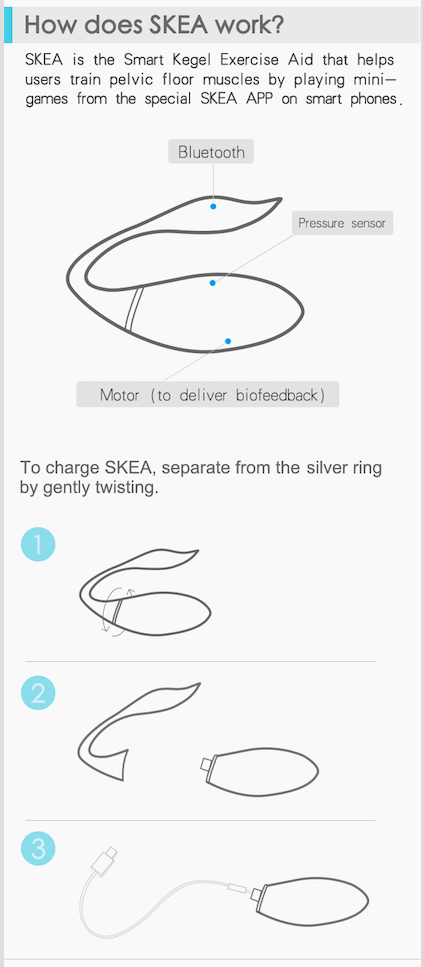 How does SKEA work?
SKEA is the Smart Kegel Exercise Aid that helps
users train pelvic floor muscles by playing mini-
games from the special SKEA APP on smart phones.
Bluetooth
Pressure sensor
Motor (to deliver biofeedback)
To charge SKEA, separate from the silver ring
by gently twisting.
1
2
3